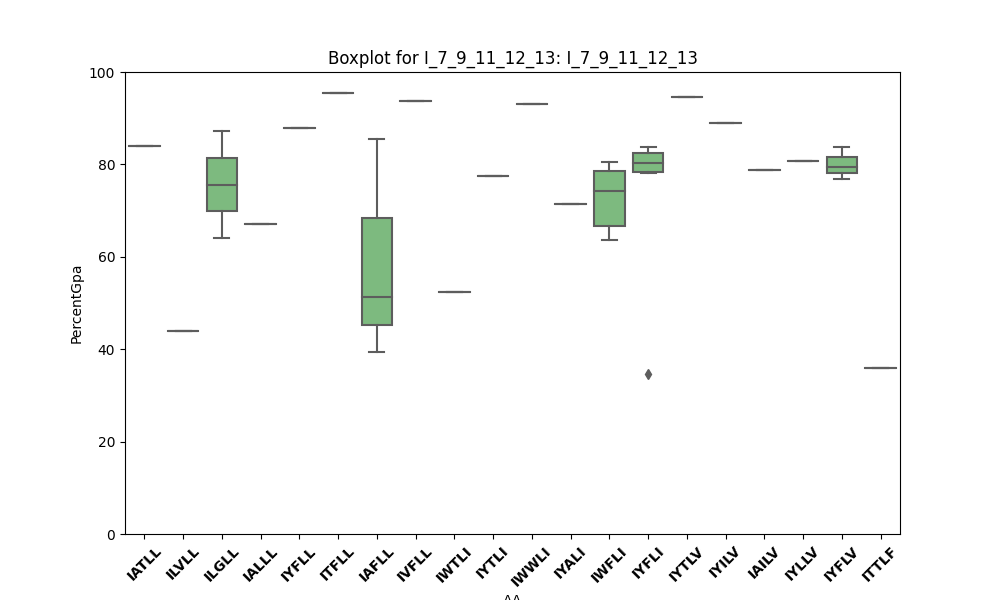 Boxplot for I_7_9_11_12_13: I_7_9_11_12_13
100
80
60
40
20
0
PercentGpa
IATLL
ILVLL
ILGLL
IALLL
IYFLL
ITFLL
IAFLL
IVFLL
IWTLI
IYTLI
IWWLI
IYALI
IWFLI
IYFLI
IYTLV
IYILV
IAILV
IYLLV
IYFLV
ITTLF
AA